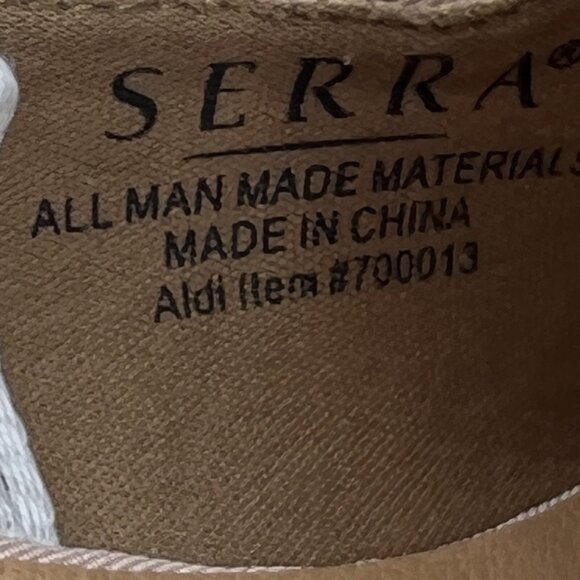 SERRA®
ALL MAN MADE MATERIALS
MADE IN CHINA
Aldi Item #700013